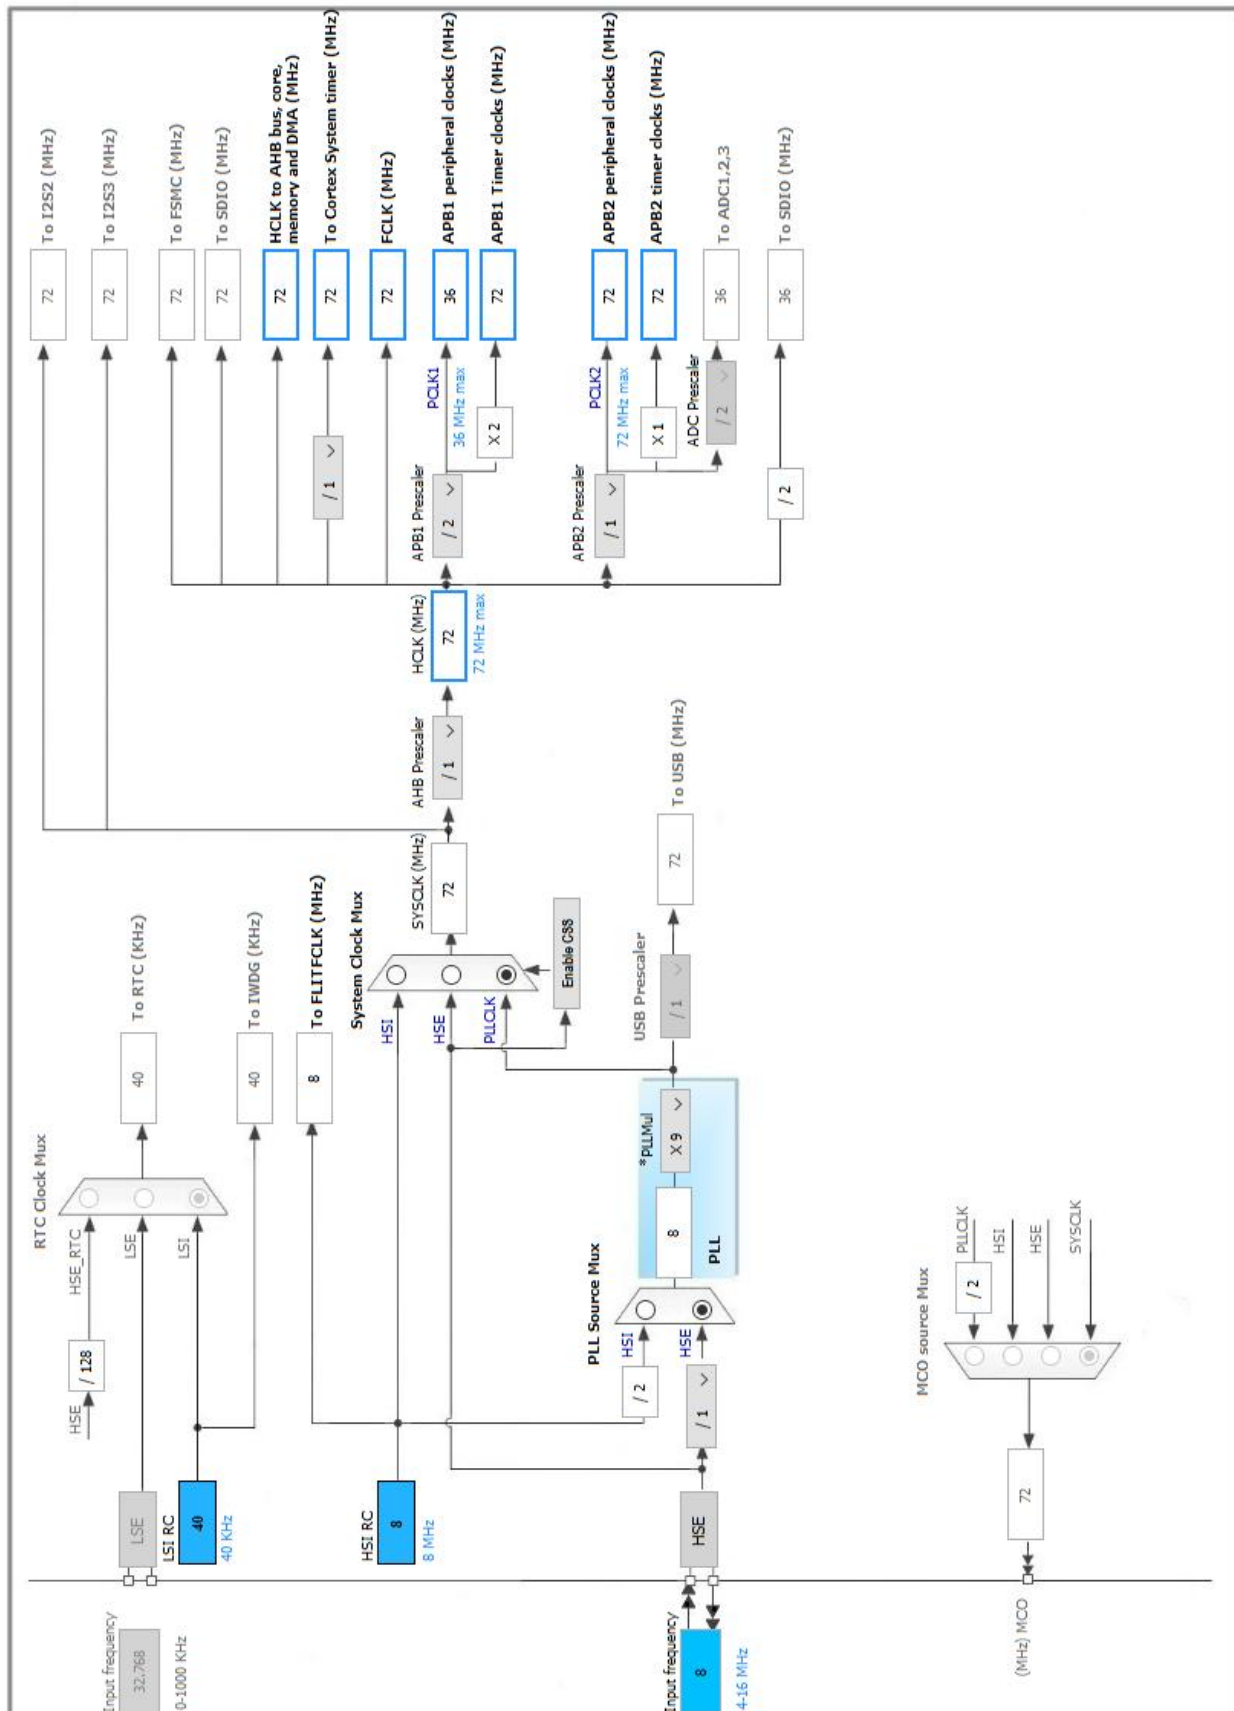 Input frequency
32.768
0-1000 KHz
LSE
LSI RC
40
40 KHz
HSE
/ 128
HSE_RTC
LSE
LSI
RTC Clock Mux
40
To RTC (KHz)
40
To IWDG (KHz)
HSI RC
8
8 MHz
8
To FLITFCLK (MHz)
System Clock Mux
HSI
HSE
PLLCLK
Enable CSS
Input frequency
8
4-16 MHz
HSE
/ 1
/ 2
HSI
HSE
PLL Source Mux
8
*PLLMul
X 9
PLL
USB Prescaler
/ 1
72
To USB (MHz)
SYSCLK (MHz)
72
AHB Prescaler
/ 1
HCLK (MHz)
72
72 MHz max
72
To I2S2 (MHz)
72
To I2S3 (MHz)
72
To FSMC (MHz)
72
To SDIO (MHz)
72
HCLK to AHB bus, core,
memory and DMA (MHz)
/ 1
72
To Cortex System timer (MHz)
72
FCLK (MHz)
APB1 Prescaler
/ 2
PCLK1
36 MHz max
36
APB1 peripheral clocks (MHz)
X 2
72
APB1 Timer clocks (MHz)
APB2 Prescaler
/ 1
PCLK2
72 MHz max
72
APB2 peripheral clocks (MHz)
X 1
72
APB2 timer clocks (MHz)
ADC Prescaler
/ 2
36
To ADC1,2,3
/ 2
36
To SDIO (MHz)
(MHz) MCO
72
MCO source Mux
/ 2
PLLCLK
HSI
HSE
SYSCLK